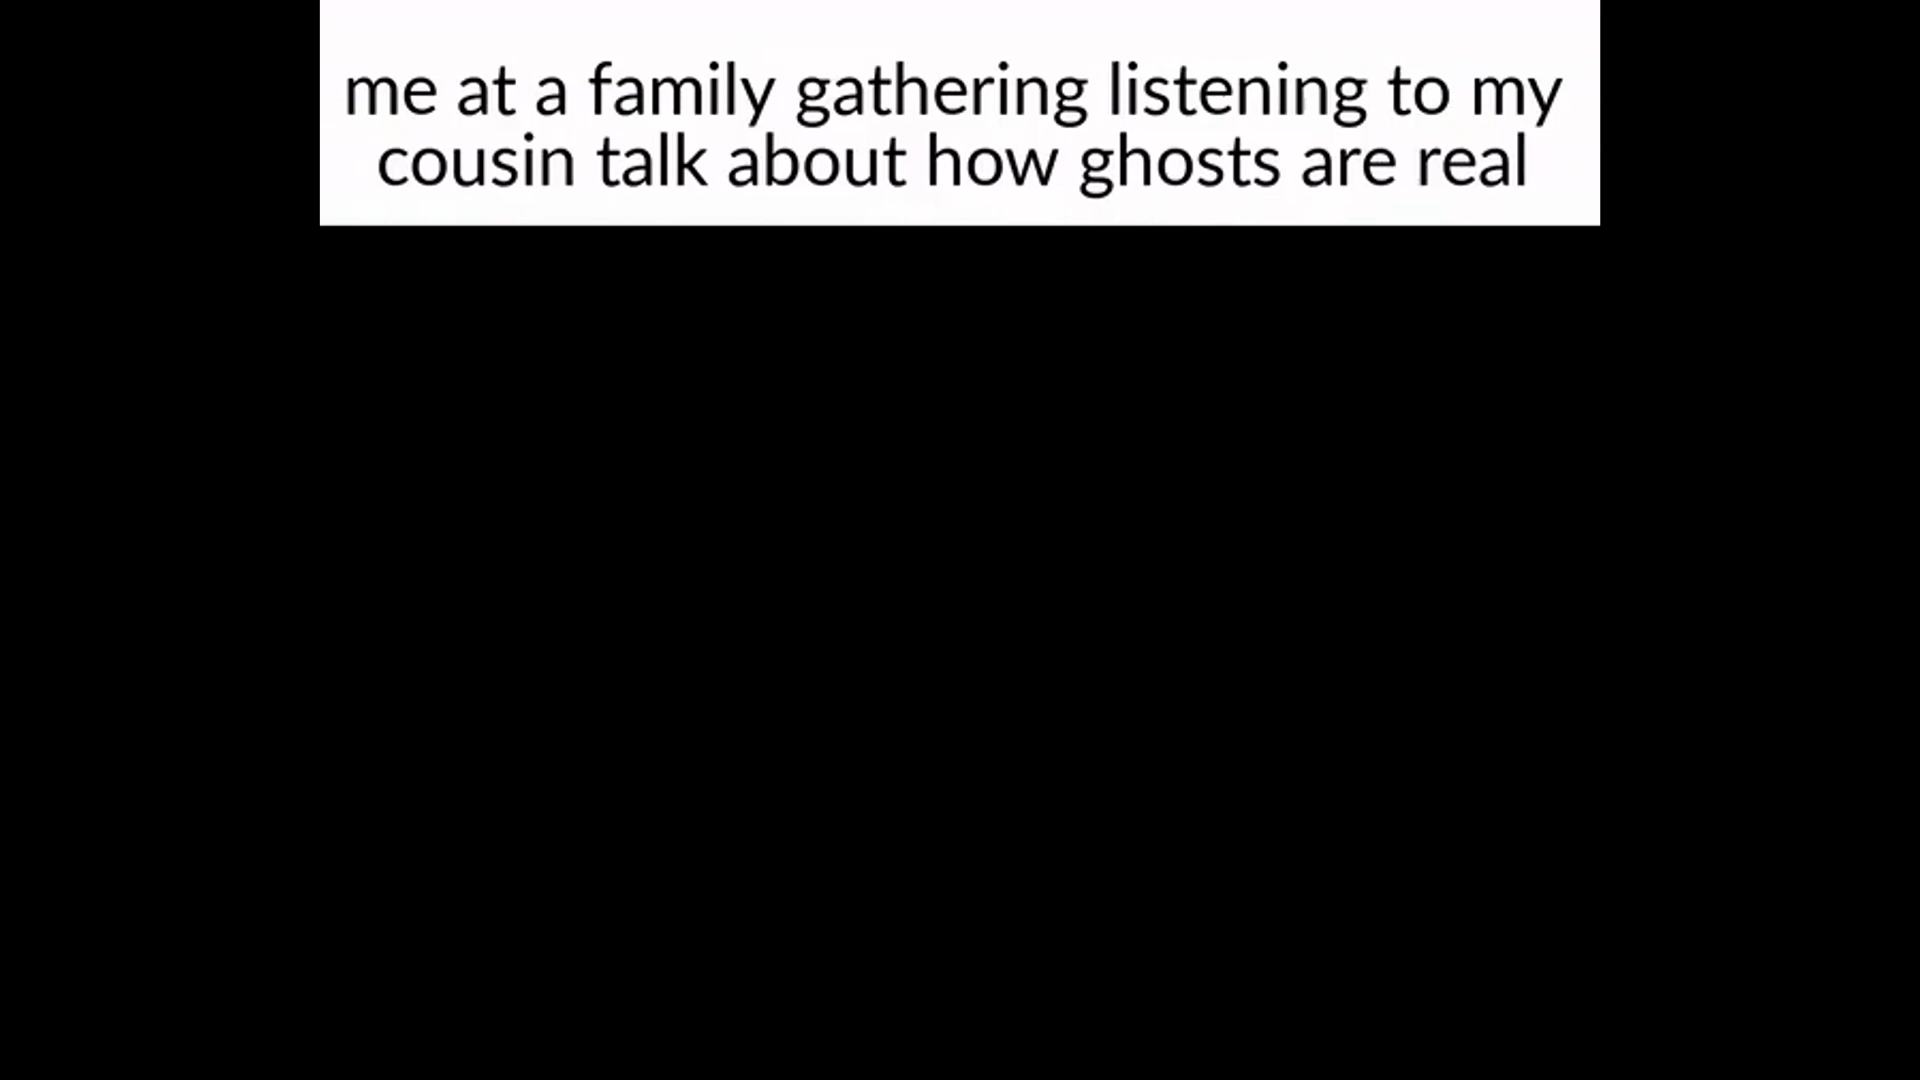 me at a family gathering listening to my
cousin talk about how ghosts are real